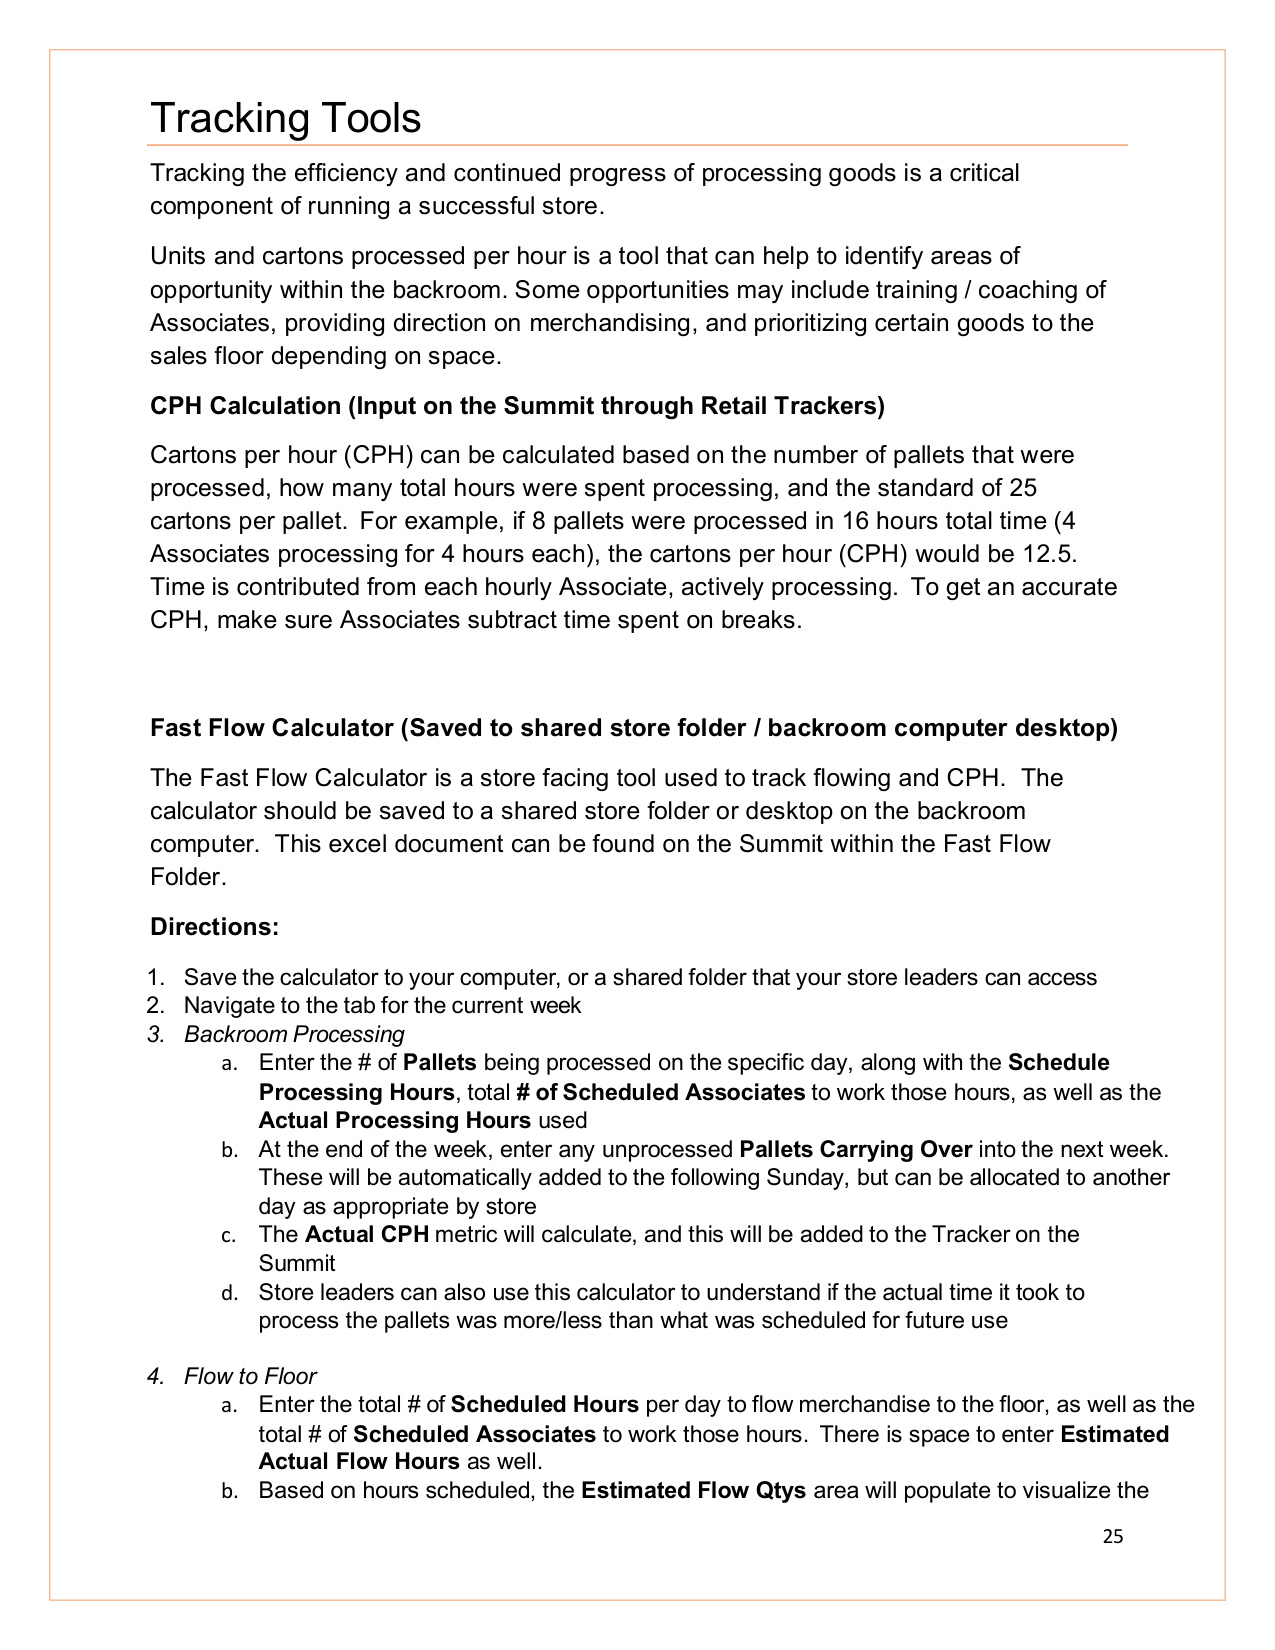 Tracking Tools
Tracking the efficiency and continued progress of processing goods is a critical
component of running a successful store.
Units and cartons processed per hour is a tool that can help to identify areas of
opportunity within the backroom. Some opportunities may include training / coaching of
Associates, providing direction on merchandising, and prioritizing certain goods to the
sales floor depending on space.
CPH Calculation (Input on the Summit through Retail Trackers)
Cartons per hour (CPH) can be calculated based on the number of pallets that were
processed, how many total hours were spent processing, and the standard of 25
cartons per pallet. For example, if 8 pallets were processed in 16 hours total time (4
Associates processing for 4 hours each), the cartons per hour (CPH) would be 12.5.
Time is contributed from each hourly Associate, actively processing. To get an accurate
CPH, make sure Associates subtract time spent on breaks.
Fast Flow Calculator (Saved to shared store folder / backroom computer desktop)
The Fast Flow Calculator is a store facing tool used to track flowing and CPH. The
calculator should be saved to a shared store folder or desktop on the backroom
computer. This excel document can be found on the Summit within the Fast Flow
Folder.
Directions:
1. Save the calculator to your computer, or a shared folder that your store leaders can access
2. Navigate to the tab for the current week
3. Backroom Processing
a. Enter the # of Pallets being processed on the specific day, along with the Schedule
Processing Hours, total # of Scheduled Associates to work those hours, as well as the
Actual Processing Hours used
b. At the end of the week, enter any unprocessed Pallets Carrying Over into the next week.
These will be automatically added to the following Sunday, but can be allocated to another
day as appropriate by store
c. The Actual CPH metric will calculate, and this will be added to the Tracker on the
Summit
d. Store leaders can also use this calculator to understand if the actual time it took to
process the pallets was more/less than what was scheduled for future use
4. Flow to Floor
a. Enter the total # of Scheduled Hours per day to flow merchandise to the floor, as well as the
total # of Scheduled Associates to work those hours. There is space to enter Estimated
Actual Flow Hours as well.
b. Based on hours scheduled, the Estimated Flow Qtys area will populate to visualize the
25